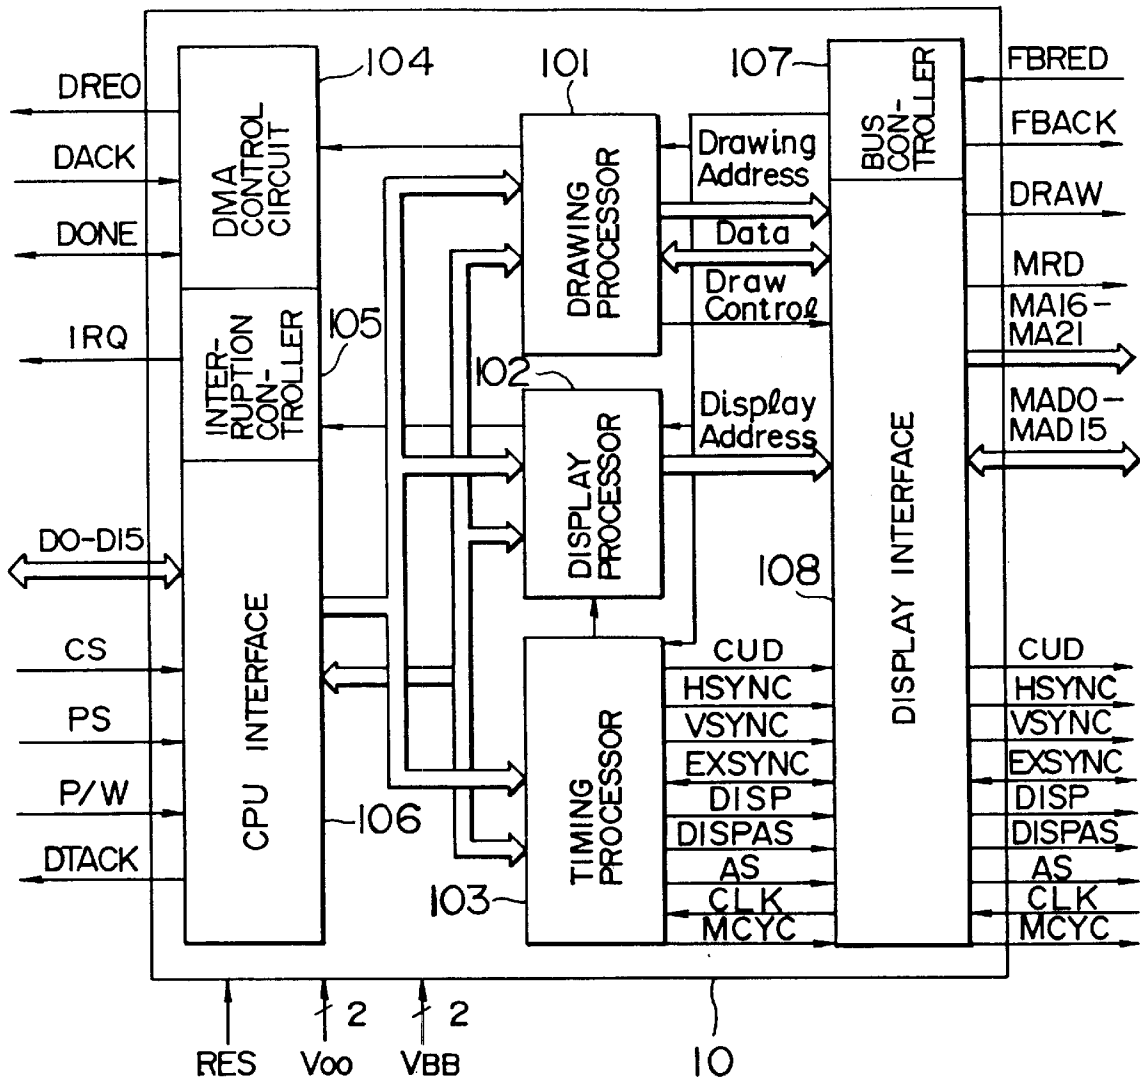 DREO
DACK
DONE
IRQ
DO-D15
CS
PS
P/W
DTACK
104
DMA
CONTROL
CIRCUIT
105
INTER-
RUPTION
CON-
TROLLER
CPU INTERFACE
106
101
DRAWING
PROCESSOR
102
DISPLAY
PROCESSOR
TIMING
PROCESSOR
103
Drawing
Address
Data
Draw
Control
Display
Address
CUD
HSYNC
VSYNC
EXSYNC
DISP
DISPAS
AS
CLK
MCYC
107
BUS
CON-
TROLLER
108
DISPLAY INTERFACE
FBRED
FBACK
DRAW
MRD
MA16-
MA21
MADO-
MAD15
CUD
HSYNC
VSYNC
EXSYNC
DISP
DISPAS
AS
CLK
MCYC
2
2
RES
Voo
VBB
10